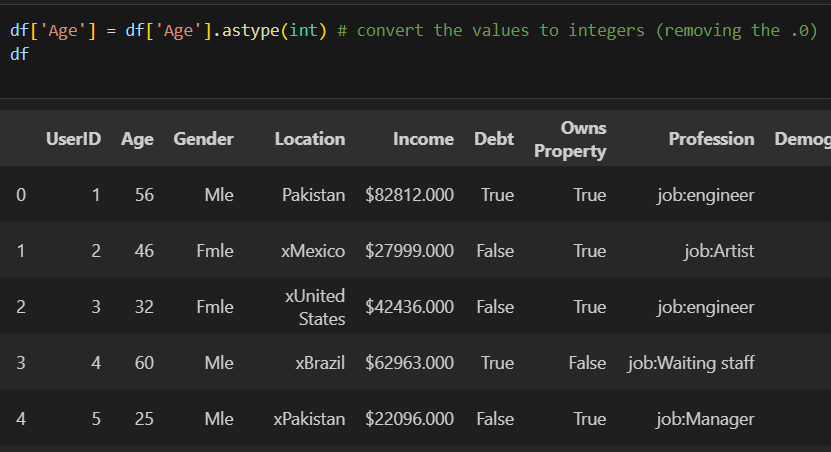 df['Age'] = df['Age'].astype(int) # convert the values to integers (removing the .0)
df
UserID Age Gender Location Income Debt Owns Property Profession Demog
0 1 56 Mle Pakistan $82812.000 True True job:engineer
1 2 46 Fmle xMexico $27999.000 False True job:Artist
2 3 32 Fmle xUnited States $42436.000 False True job:engineer
3 4 60 Mle xBrazil $62963.000 True False job:Waiting staff
4 5 25 Mle xPakistan $22096.000 False True job:Manager